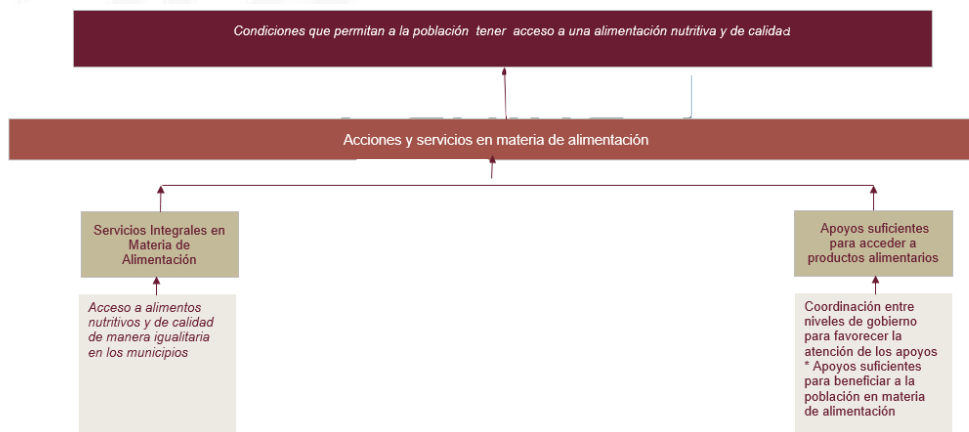 Condiciones que permitan a la población tener acceso a una alimentación nutritiva y de calidad
Acciones y servicios en materia de alimentación
Servicios Integrales en
Materia de
Alimentación
Apoyos suficientes
para acceder a
productos alimentarios
Acceso a alimentos
nutritivos y de calidad
de manera igualitaria
en los municipios
Coordinación entre
niveles de gobierno
para favorecer la
atención de los apoyos
* Apoyos suficientes
para beneficiar a la
población en materia
de alimentación